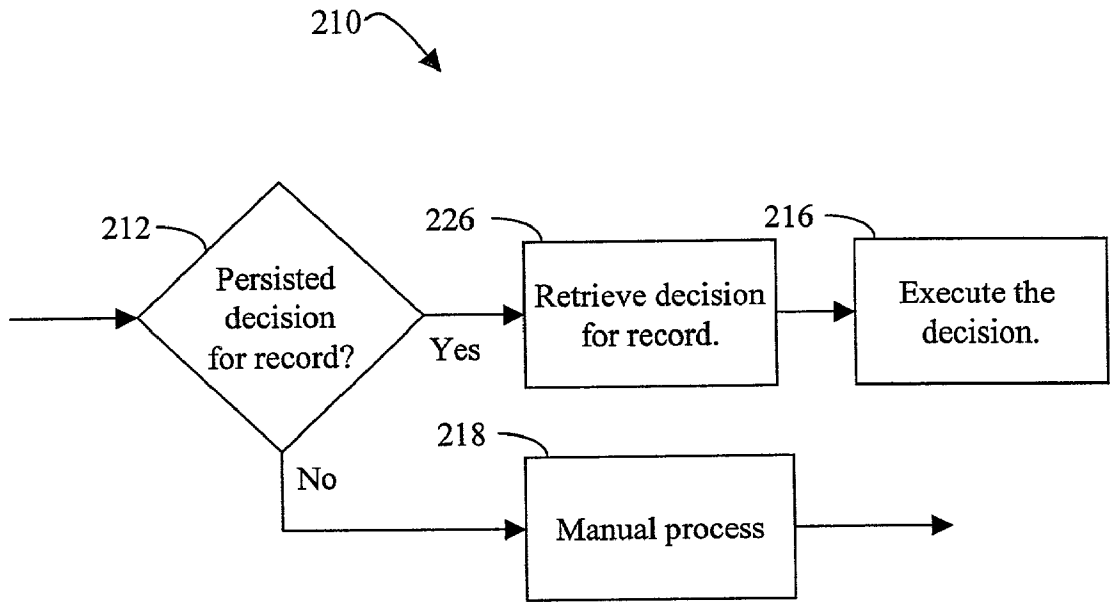 210
212
Persisted
decision
for record?
Yes
No
226
Retrieve decision
for record.
216
Execute the
decision.
218
Manual process